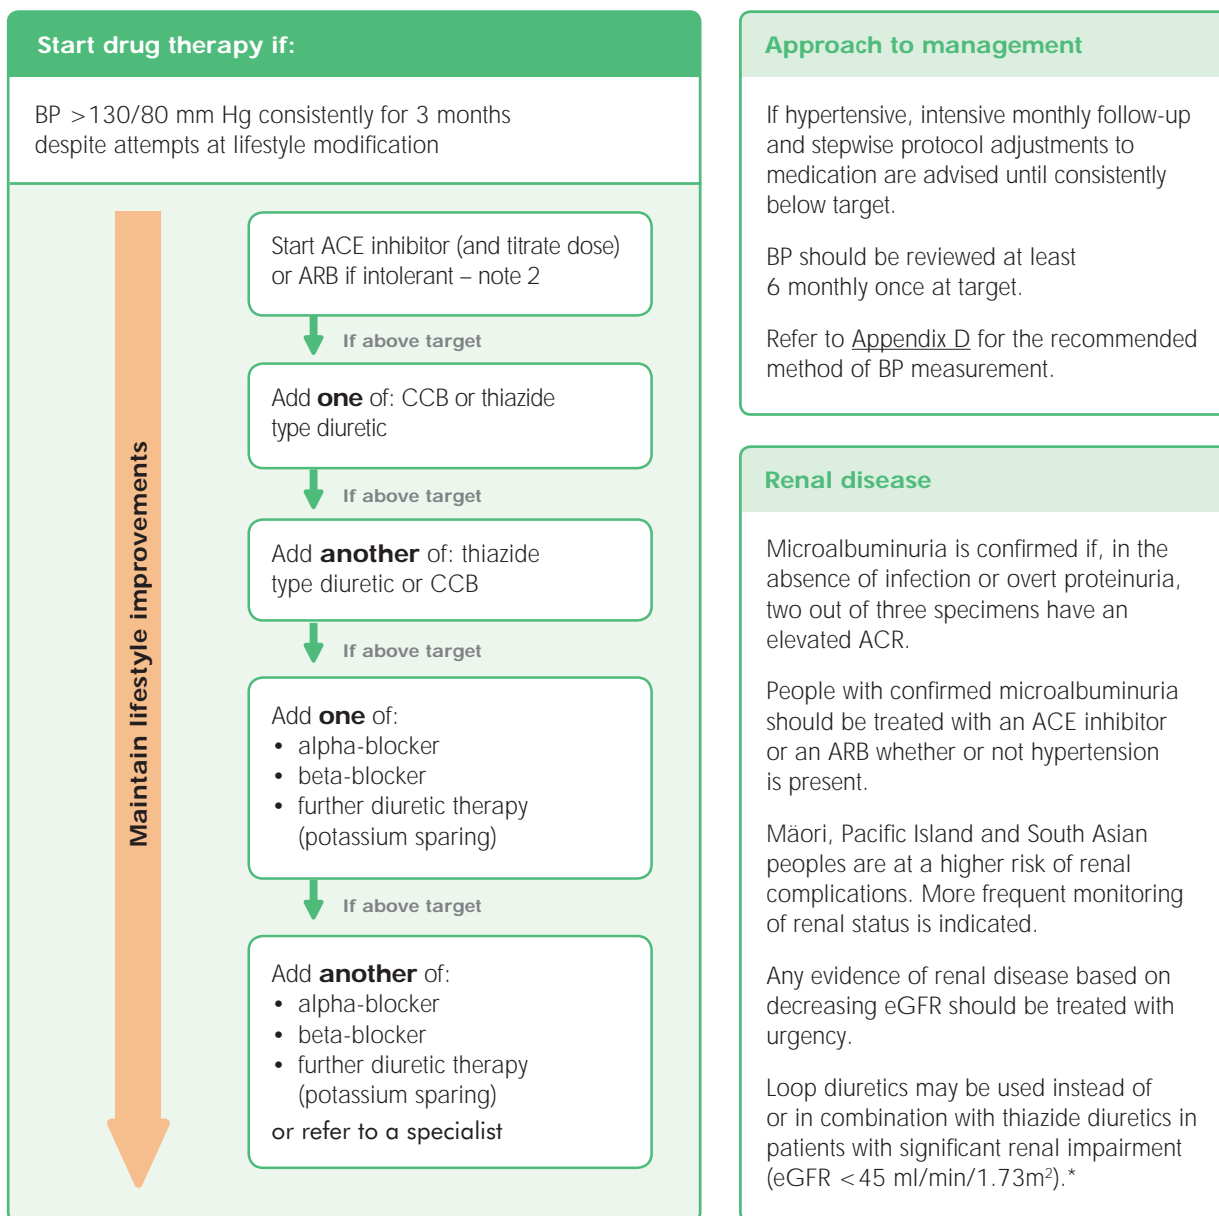 Start drug therapy if:
BP >130/80 mm Hg consistently for 3 months
despite attempts at lifestyle modification
Maintain lifestyle improvements
Start ACE inhibitor (and titrate dose)
or ARB if intolerant – note 2
If above target
Add one of: CCB or thiazide
type diuretic
If above target
Add another of: thiazide
type diuretic or CCB
If above target
Add one of:
• alpha-blocker
• beta-blocker
• further diuretic therapy
(potassium sparing)
If above target
Add another of:
• alpha-blocker
• beta-blocker
• further diuretic therapy
(potassium sparing)
or refer to a specialist
Approach to management
If hypertensive, intensive monthly follow-up
and stepwise protocol adjustments to
medication are advised until consistently
below target.
BP should be reviewed at least
6 monthly once at target.
Refer to Appendix D for the recommended
method of BP measurement.
Renal disease
Microalbuminuria is confirmed if, in the
absence of infection or overt proteinuria,
two out of three specimens have an
elevated ACR.
People with confirmed microalbuminuria
should be treated with an ACE inhibitor
or an ARB whether or not hypertension
is present.
Mäori, Pacific Island and South Asian
peoples are at a higher risk of renal
complications. More frequent monitoring
of renal status is indicated.
Any evidence of renal disease based on
decreasing eGFR should be treated with
urgency.
Loop diuretics may be used instead of
or in combination with thiazide diuretics in
patients with significant renal impairment
(eGFR <45 ml/min/1.73m²).*